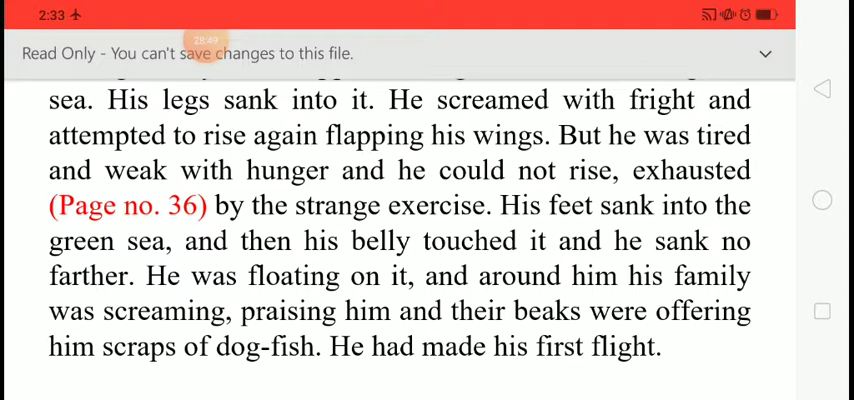 2:33
28:49
Read Only - You can't save changes to this file.
sea. His legs sank into it. He screamed with fright and
attempted to rise again flapping his wings. But he was tired
and weak with hunger and he could not rise, exhausted
(Page no. 36) by the strange exercise. His feet sank into the
green sea, and then his belly touched it and he sank no
farther. He was floating on it, and around him his family
was screaming, praising him and their beaks were offering
him scraps of dog-fish. He had made his first flight.